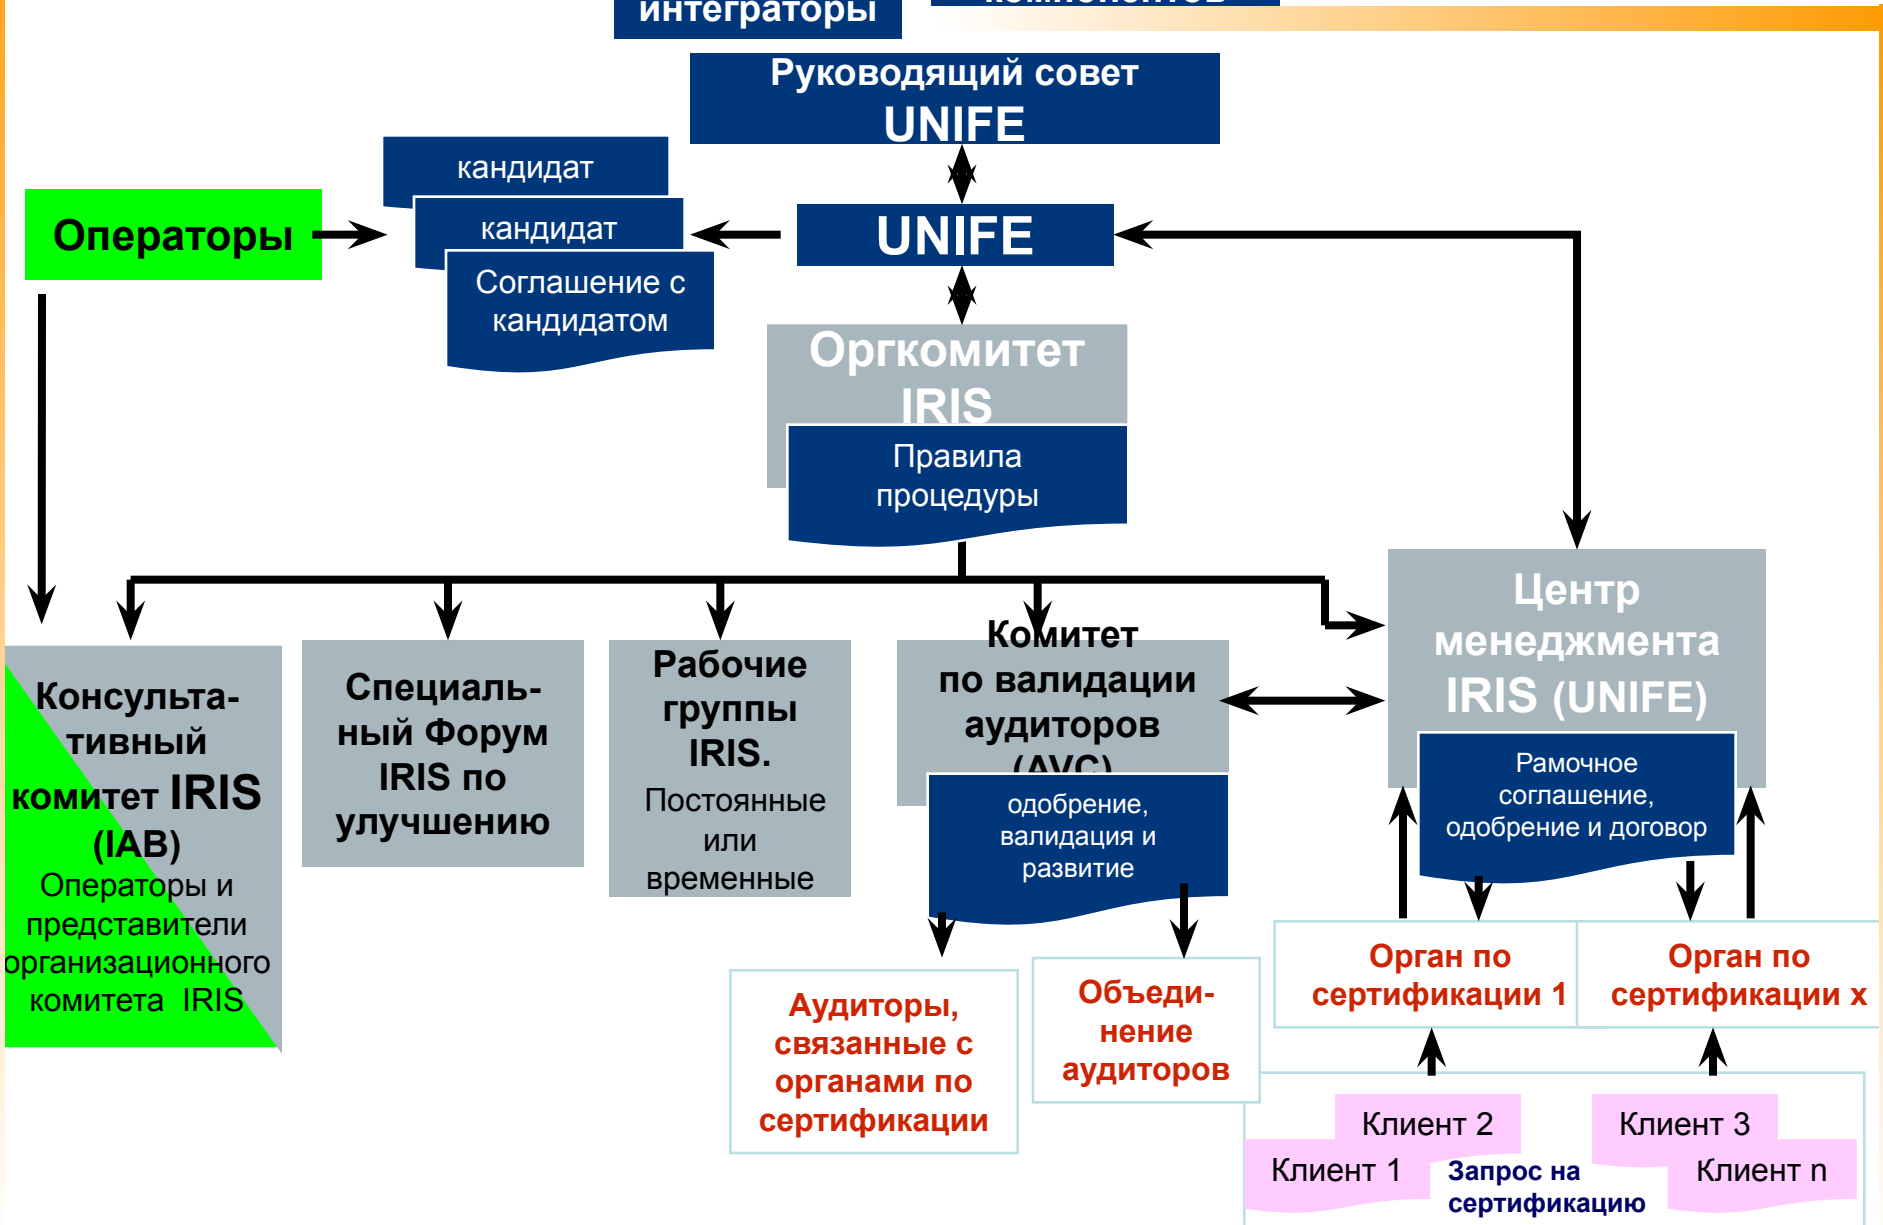 интеграторы
компонентов
Руководящий совет
UNIFE
кандидат
кандидат
Соглашение с
кандидатом
Операторы
UNIFE
Оргкомитет
IRIS
Правила
процедуры
Консульта-
тивный
комитет IRIS
(IAB)
Операторы и
представители
организационного
комитета IRIS
Специаль-
ный Форум
IRIS по
улучшению
Рабочие
группы
IRIS.
Постоянные
или
временные
Комитет
по валидации
аудиторов
(AVC)
одобрение,
валидация и
развитие
Центр
менеджмента
IRIS (UNIFE)
Рамочное
соглашение,
одобрение и договор
Аудиторы,
связанные с
органами по
сертификации
Объеди-
нение
аудиторов
Орган по
сертификации 1
Орган по
сертификации x
Клиент 2
Клиент 1
Запрос на
сертификацию
Клиент 3
Клиент n